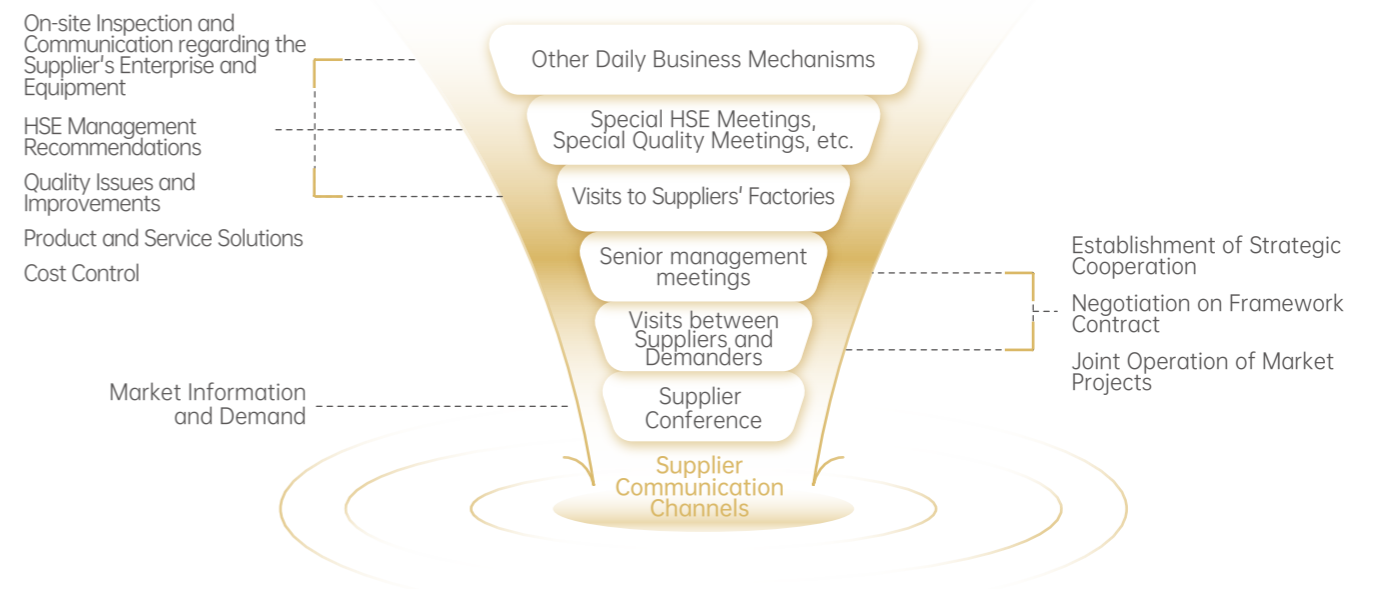 On-site Inspection and
Communication regarding the
Supplier's Enterprise and
Equipment
HSE Management
Recommendations
Quality Issues and
Improvements
Product and Service Solutions
Cost Control
Market Information
and Demand
Other Daily Business Mechanisms
Special HSE Meetings,
Special Quality Meetings, etc.
Visits to Suppliers' Factories
Senior management
meetings
Visits between
Suppliers and
Demanders
Supplier
Conference
Supplier
Communication
Channels
Establishment of Strategic
Cooperation
Negotiation on Framework
Contract
Joint Operation of Market
Projects